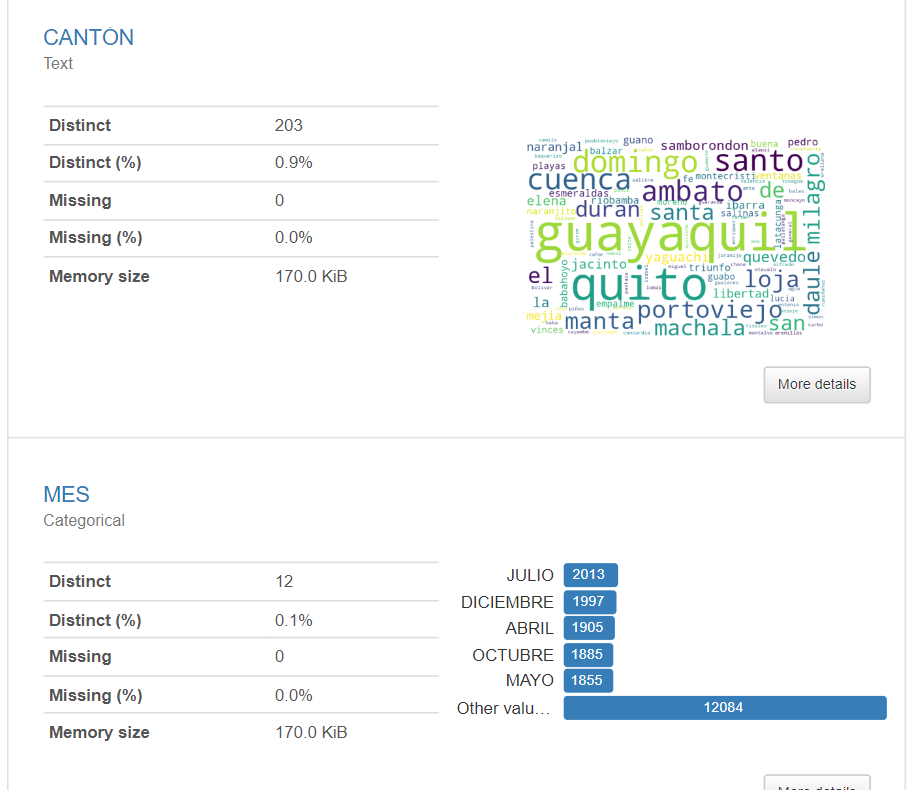 CANTÓN
Text
Distinct 203
Distinct (%) 0.9%
Missing 0
Missing (%) 0.0%
Memory size 170.0 KiB
naranjal balzar guano samborondon buena pedro
playas domingo santo
cuenca esmeraldas fe montecristi ventanas
elena riobamba ambato de
naranjito duran moreno santa ibarra salinas
guayaquil latacunga milagro
jacinto yaguachi quevedo
el babahoyo quito triunfo guabo loja daule
la empalme libertad lucia
mejia portoviejo
vinces manta machala san
More details
MES
Categorical
Distinct 12
Distinct (%) 0.1%
Missing 0
Missing (%) 0.0%
Memory size 170.0 KiB
JULIO 2013
DICIEMBRE 1997
ABRIL 1905
OCTUBRE 1885
MAYO 1855
Other valu... 12084
More details